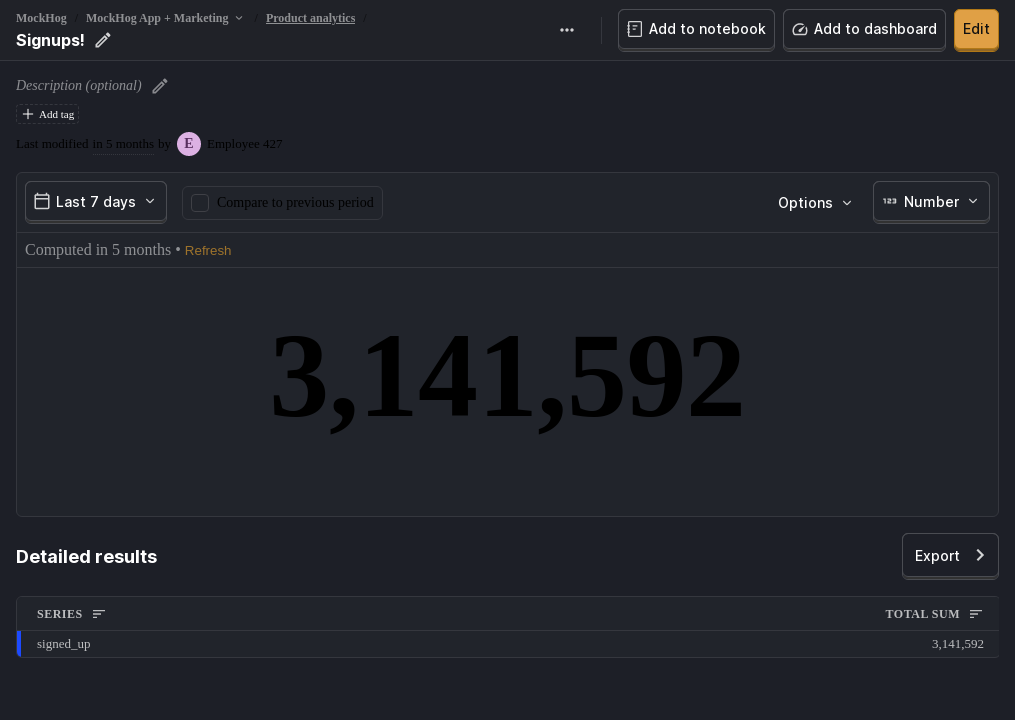 MockHog / MockHog App + Marketing / Product analytics /
Signups!
Add to notebook
Add to dashboard
Edit
Description (optional)
Add tag
Last modified in 5 months by E Employee 427
Last 7 days
Compare to previous period
Options
123 Number
Computed in 5 months • Refresh
3,141,592
Detailed results
Export
SERIES TOTAL SUM
signed_up 3,141,592